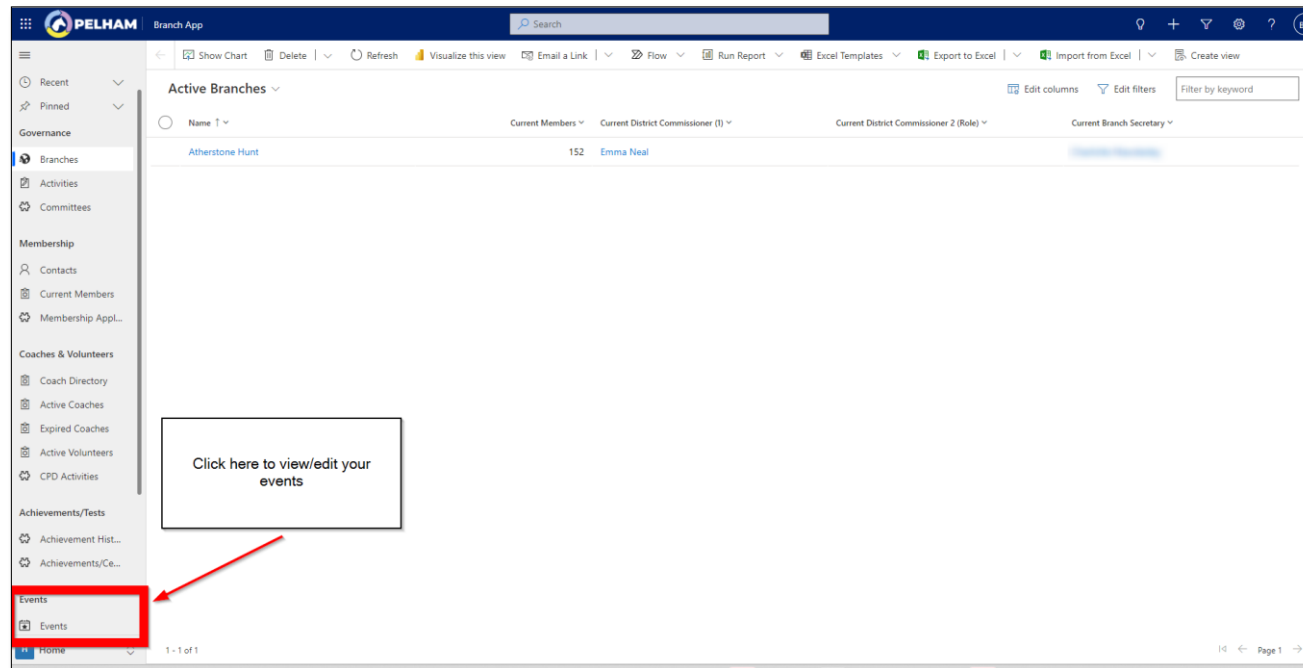 PELHAM Branch App Search
Show Chart Delete Refresh Visualize this view Email a Link Flow Run Report Excel Templates Export to Excel Import from Excel Create view
Recent
Pinned
Governance
Branches
Activities
Committees
Membership
Contacts
Current Members
Membership Appl...
Coaches & Volunteers
Coach Directory
Active Coaches
Expired Coaches
Active Volunteers
CPD Activities
Achievements/Tests
Achievement Hist...
Achievements/Ce...
Events
Events
Home
Active Branches Edit columns Edit filters Filter by keyword
Name ↑ Current Members Current District Commissioner (1) Current District Commissioner 2 (Role) Current Branch Secretary
Atherstone Hunt 152 Emma Neal
Click here to view/edit your
events
1 - 1 of 1 Page 1